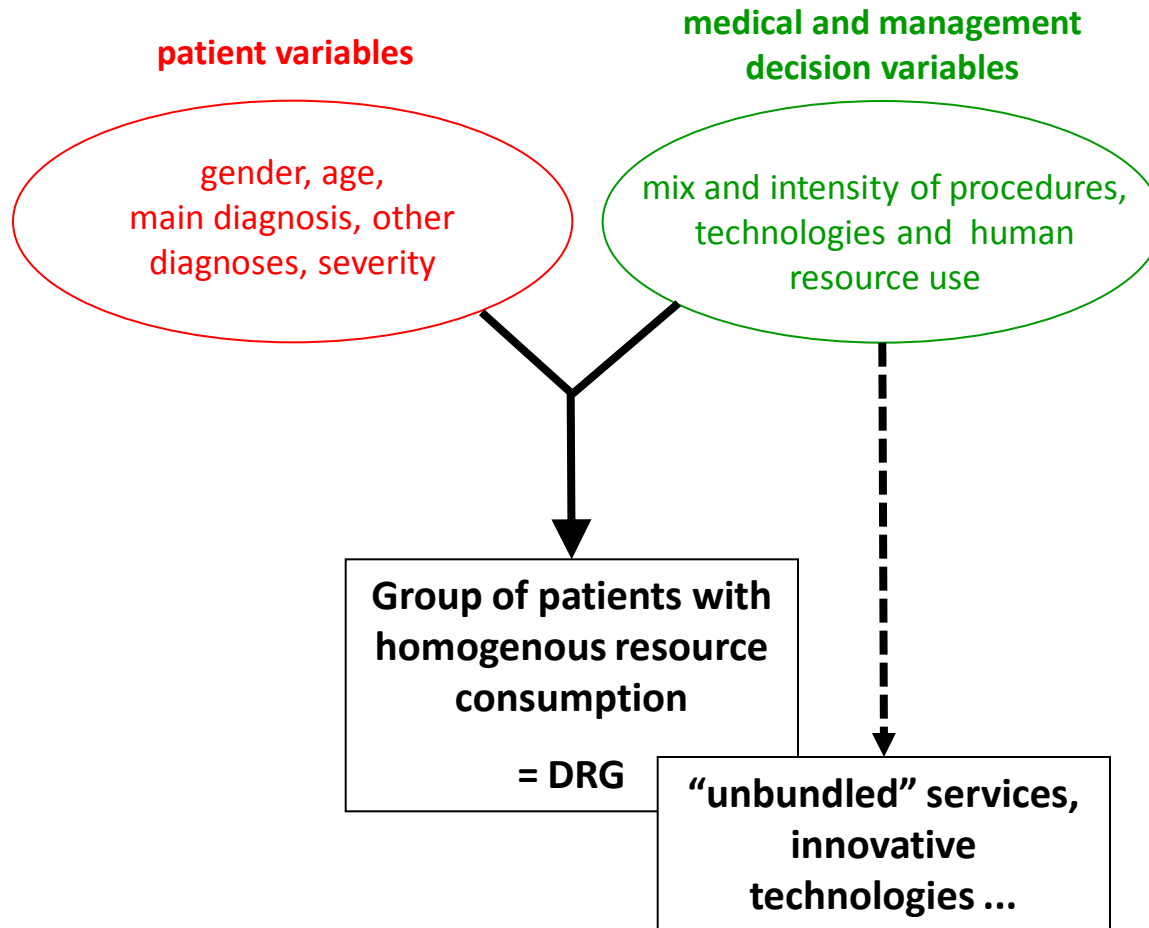 patient variables
medical and management
decision variables
gender, age,
main diagnosis, other
diagnoses, severity
mix and intensity of procedures,
technologies and human
resource use
Group of patients with
homogenous resource
consumption
= DRG
“unbundled” services,
innovative
technologies ...